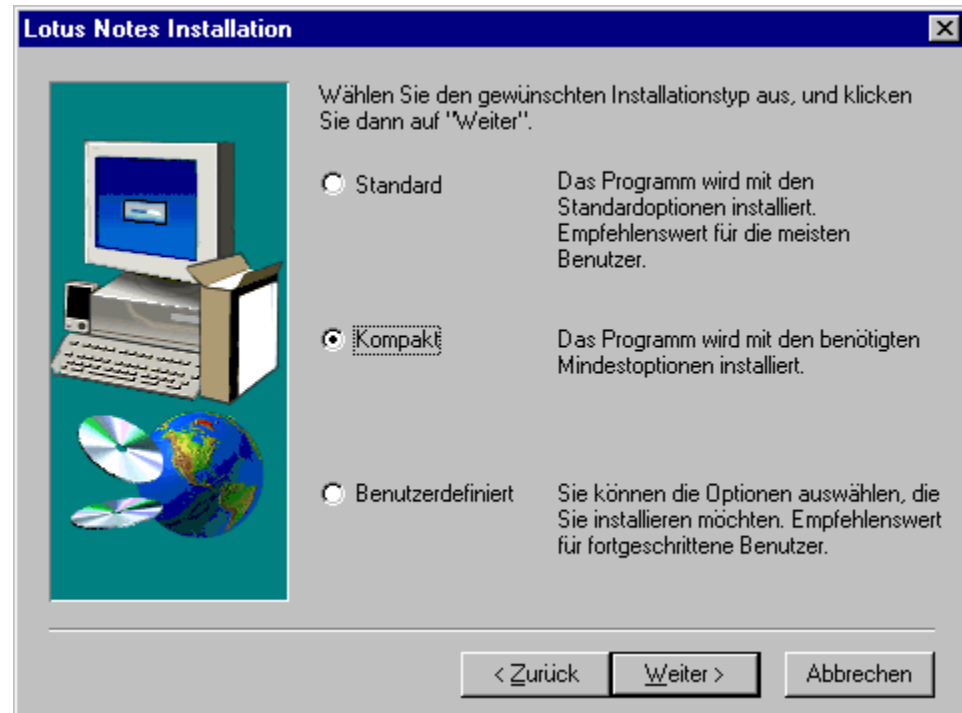 Lotus Notes Installation
Wählen Sie den gewünschten Installationstyp aus, und klicken
Sie dann auf "Weiter".
Standard
Das Programm wird mit den
Standardoptionen installiert.
Empfehlenswert für die meisten
Benutzer.
Kompakt
Das Programm wird mit den benötigten
Mindestoptionen installiert.
Benutzerdefiniert
Sie können die Optionen auswählen, die
Sie installieren möchten. Empfehlenswert
für fortgeschrittene Benutzer.
< Zurück
Weiter >
Abbrechen